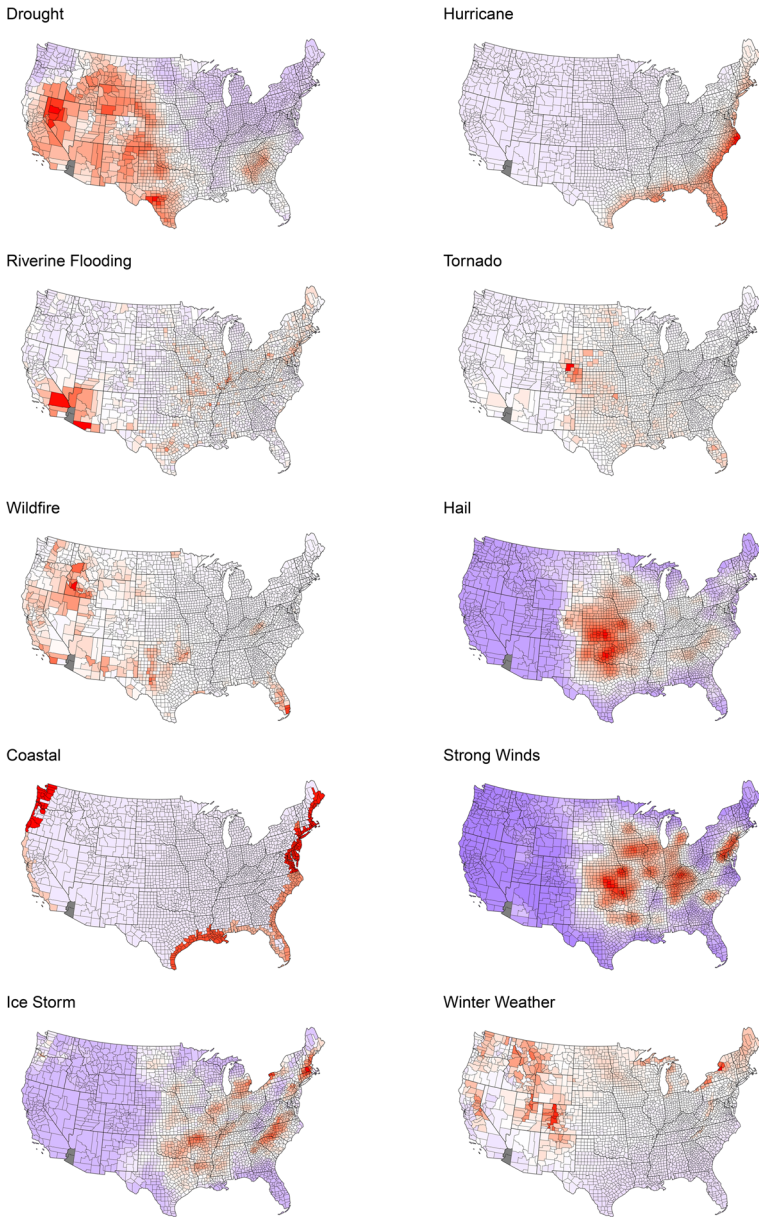 Drought
Hurricane
Riverine Flooding
Tornado
Wildfire
Hail
Coastal
Strong Winds
Ice Storm
Winter Weather